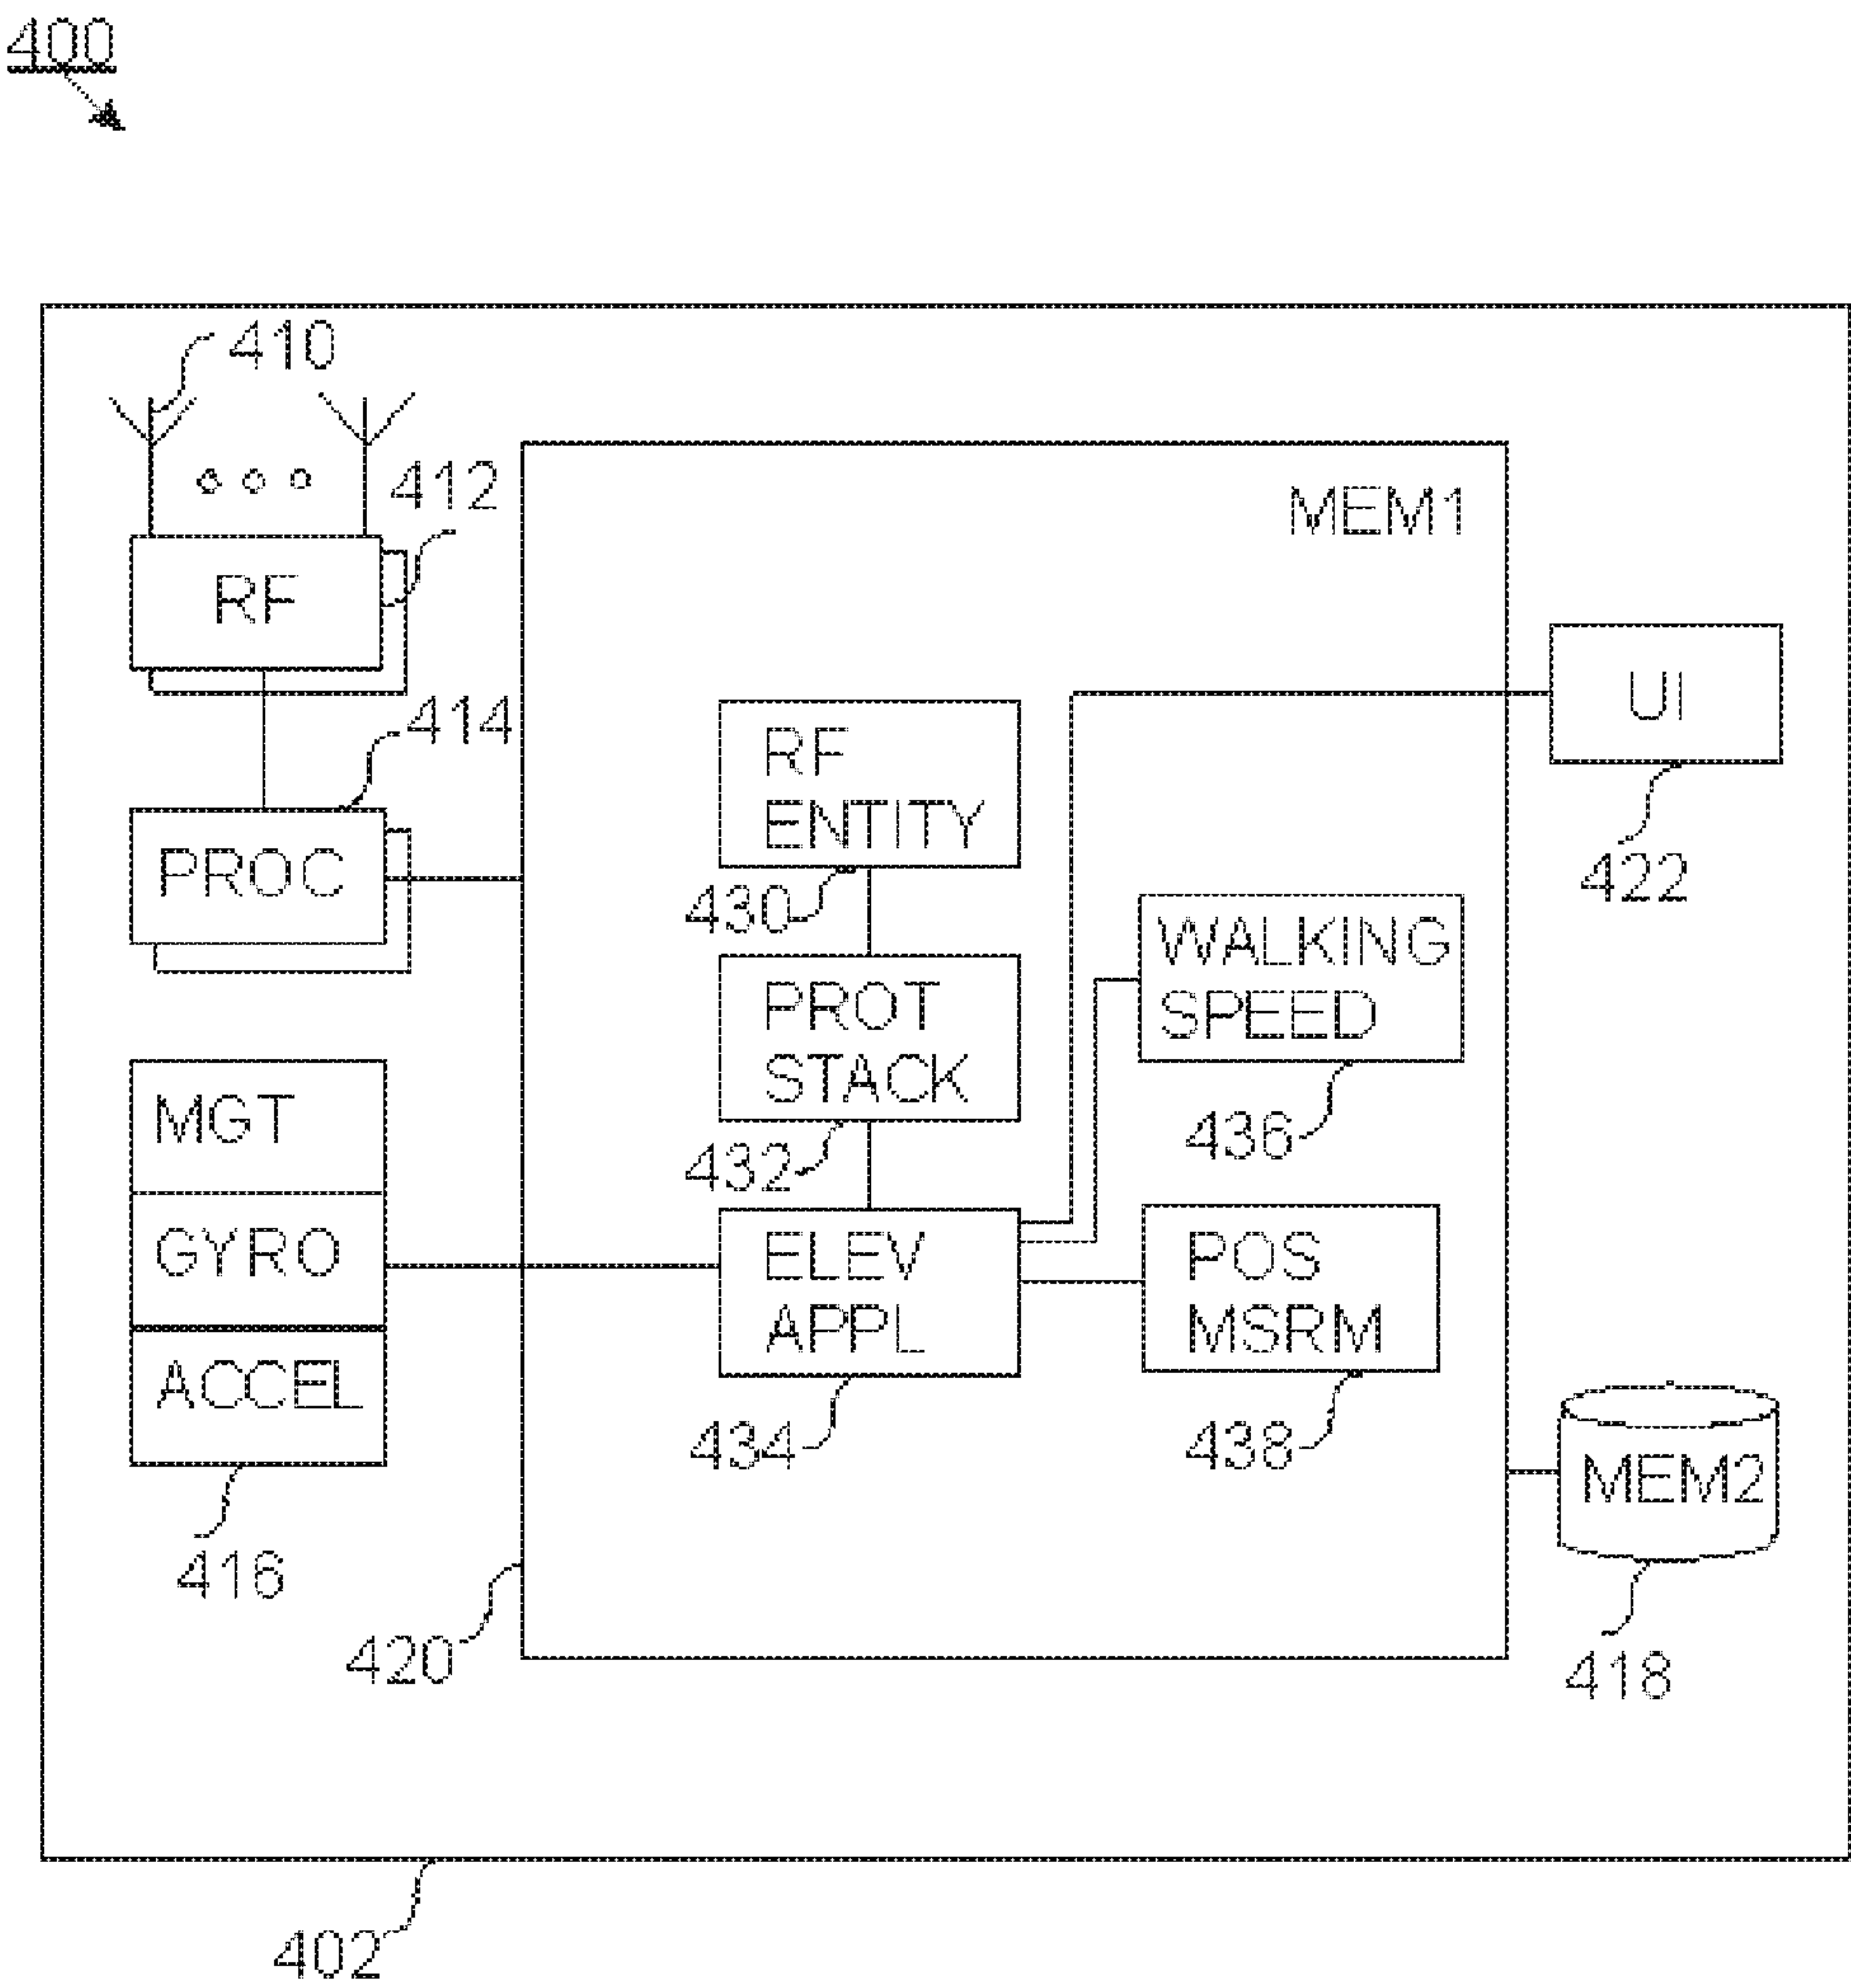 400
410
412
MEM1
RF
UI
414
RF
ENTITY
PROC
422
430
WALKING
SPEED
PROT
STACK
MGT
436
432
GYRO
ELEV
APPL
POS
MSRM
ACCEL
434
438
MEM2
416
420
418
402